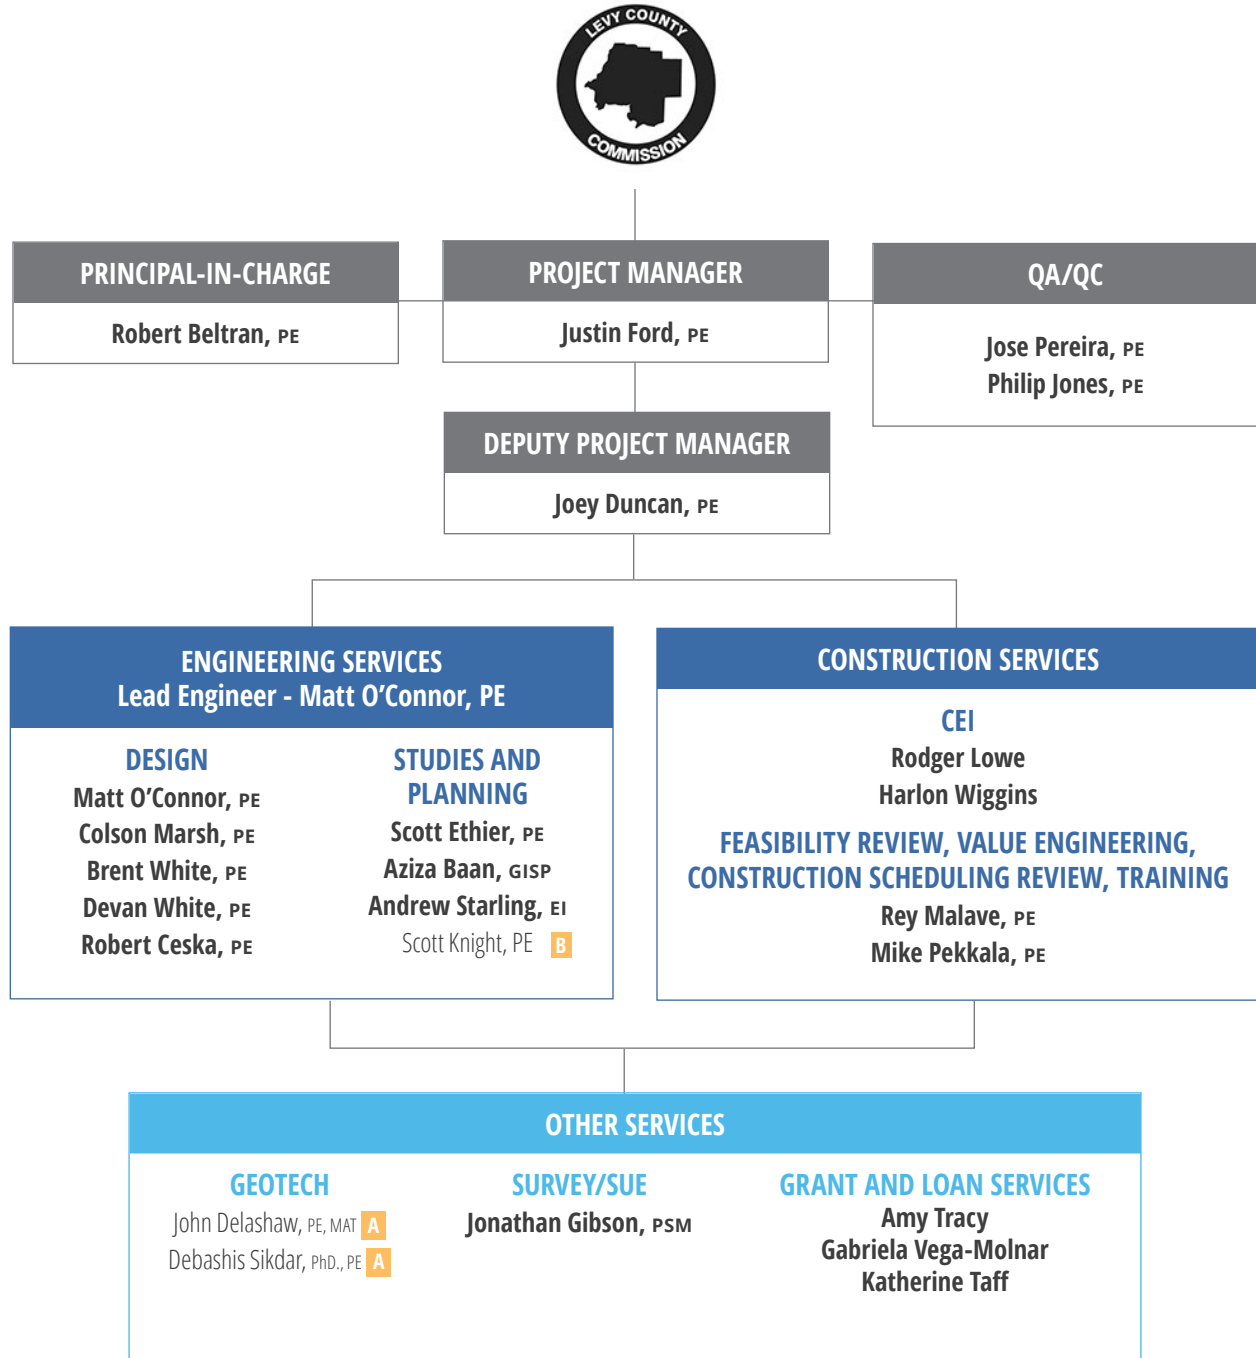 LEVY COUNTY
COMMISSION
PRINCIPAL-IN-CHARGE
Robert Beltran, PE
PROJECT MANAGER
Justin Ford, PE
QA/QC
Jose Pereira, PE
Philip Jones, PE
DEPUTY PROJECT MANAGER
Joey Duncan, PE
ENGINEERING SERVICES
Lead Engineer - Matt O’Connor, PE
DESIGN
Matt O’Connor, PE
Colson Marsh, PE
Brent White, PE
Devan White, PE
Robert Ceska, PE
STUDIES AND
PLANNING
Scott Ethier, PE
Aziza Baan, GISP
Andrew Starling, EI
Scott Knight, PE B
CONSTRUCTION SERVICES
CEI
Rodger Lowe
Harlon Wiggins
FEASIBILITY REVIEW, VALUE ENGINEERING,
CONSTRUCTION SCHEDULING REVIEW, TRAINING
Rey Malave, PE
Mike Pekkala, PE
OTHER SERVICES
GEOTECH
John Delashaw, PE, MAT A
Debashis Sikdar, PhD., PE A
SURVEY/SUE
Jonathan Gibson, PSM
GRANT AND LOAN SERVICES
Amy Tracy
Gabriela Vega-Molnar
Katherine Taff